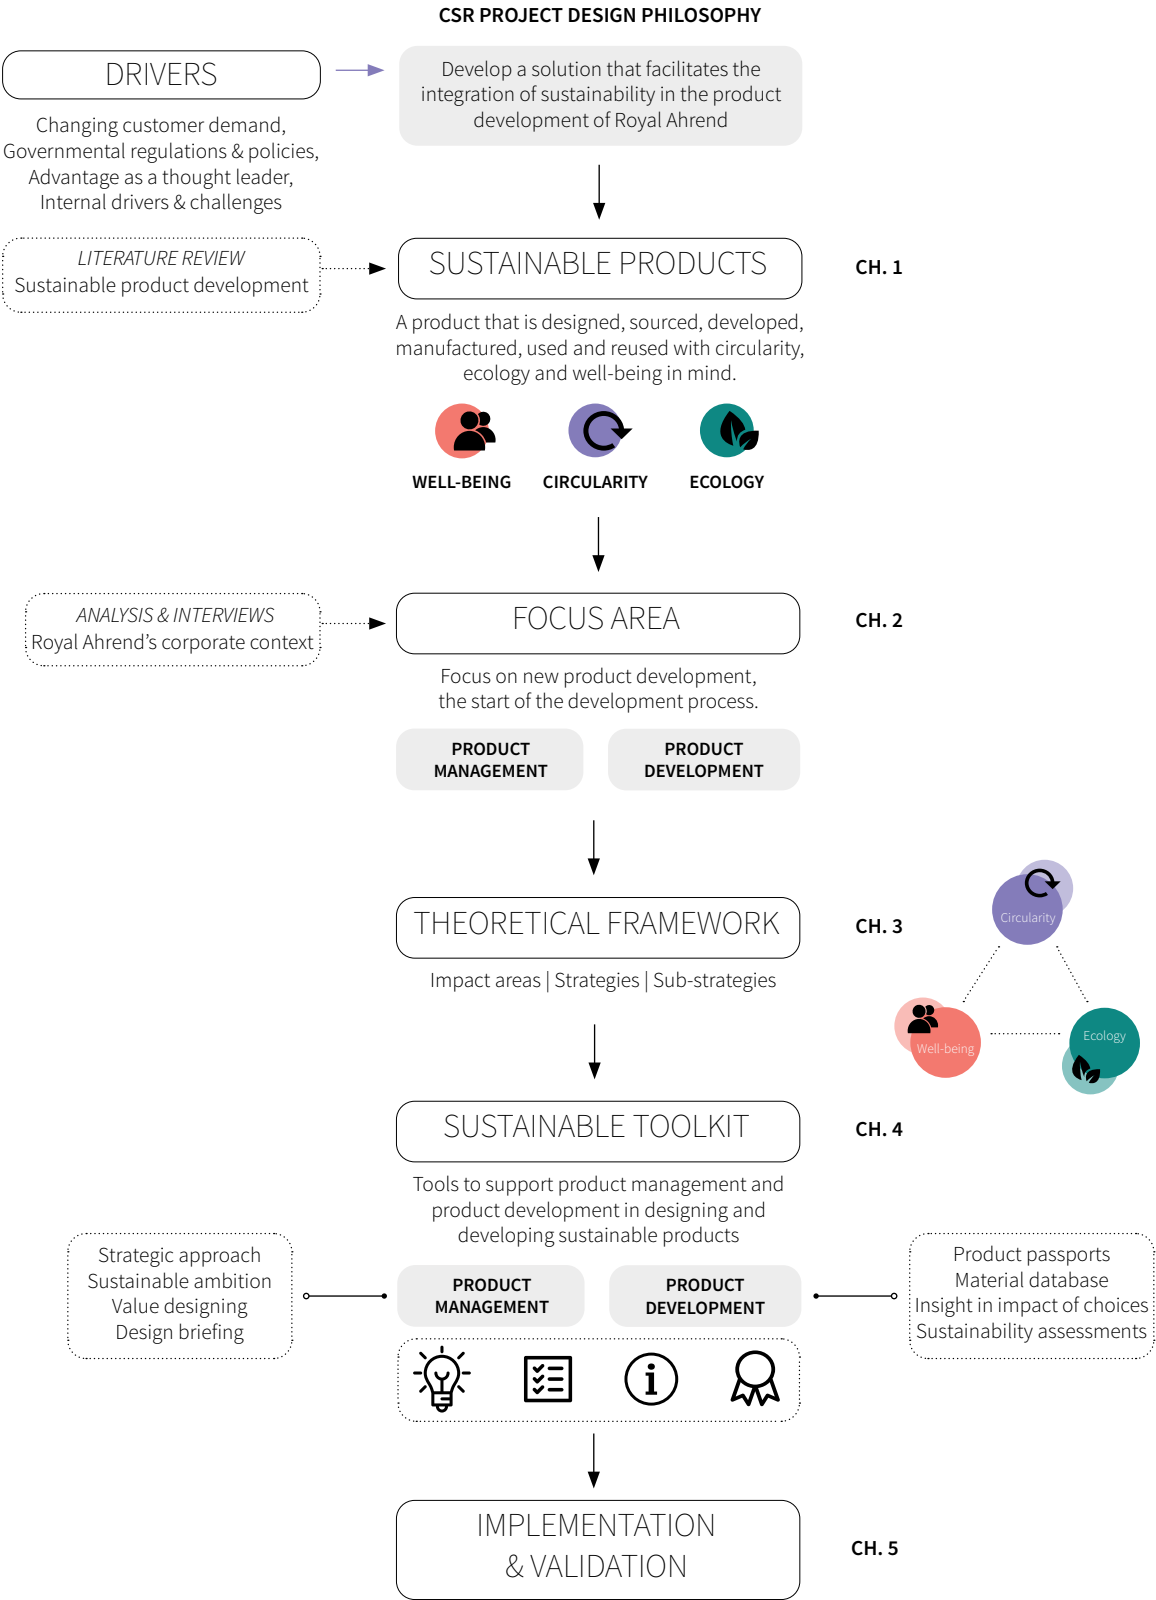 CSR PROJECT DESIGN PHILOSOPHY
DRIVERS
Changing customer demand,
Governmental regulations & policies,
Advantage as a thought leader,
Internal drivers & challenges
Develop a solution that facilitates the
integration of sustainability in the product
development of Royal Ahrend
LITERATURE REVIEW
Sustainable product development
SUSTAINABLE PRODUCTS
CH. 1
A product that is designed, sourced, developed,
manufactured, used and reused with circularity,
ecology and well-being in mind.
WELL-BEING
CIRCULARITY
ECOLOGY
ANALYSIS & INTERVIEWS
Royal Ahrend’s corporate context
FOCUS AREA
CH. 2
Focus on new product development,
the start of the development process.
PRODUCT
MANAGEMENT
PRODUCT
DEVELOPMENT
THEORETICAL FRAMEWORK
CH. 3
Impact areas | Strategies | Sub-strategies
Circularity
Well-being
Ecology
SUSTAINABLE TOOLKIT
CH. 4
Tools to support product management and
product development in designing and
developing sustainable products
Strategic approach
Sustainable ambition
Value designing
Design briefing
PRODUCT
MANAGEMENT
PRODUCT
DEVELOPMENT
Product passports
Material database
Insight in impact of choices
Sustainability assessments
IMPLEMENTATION
& VALIDATION
CH. 5